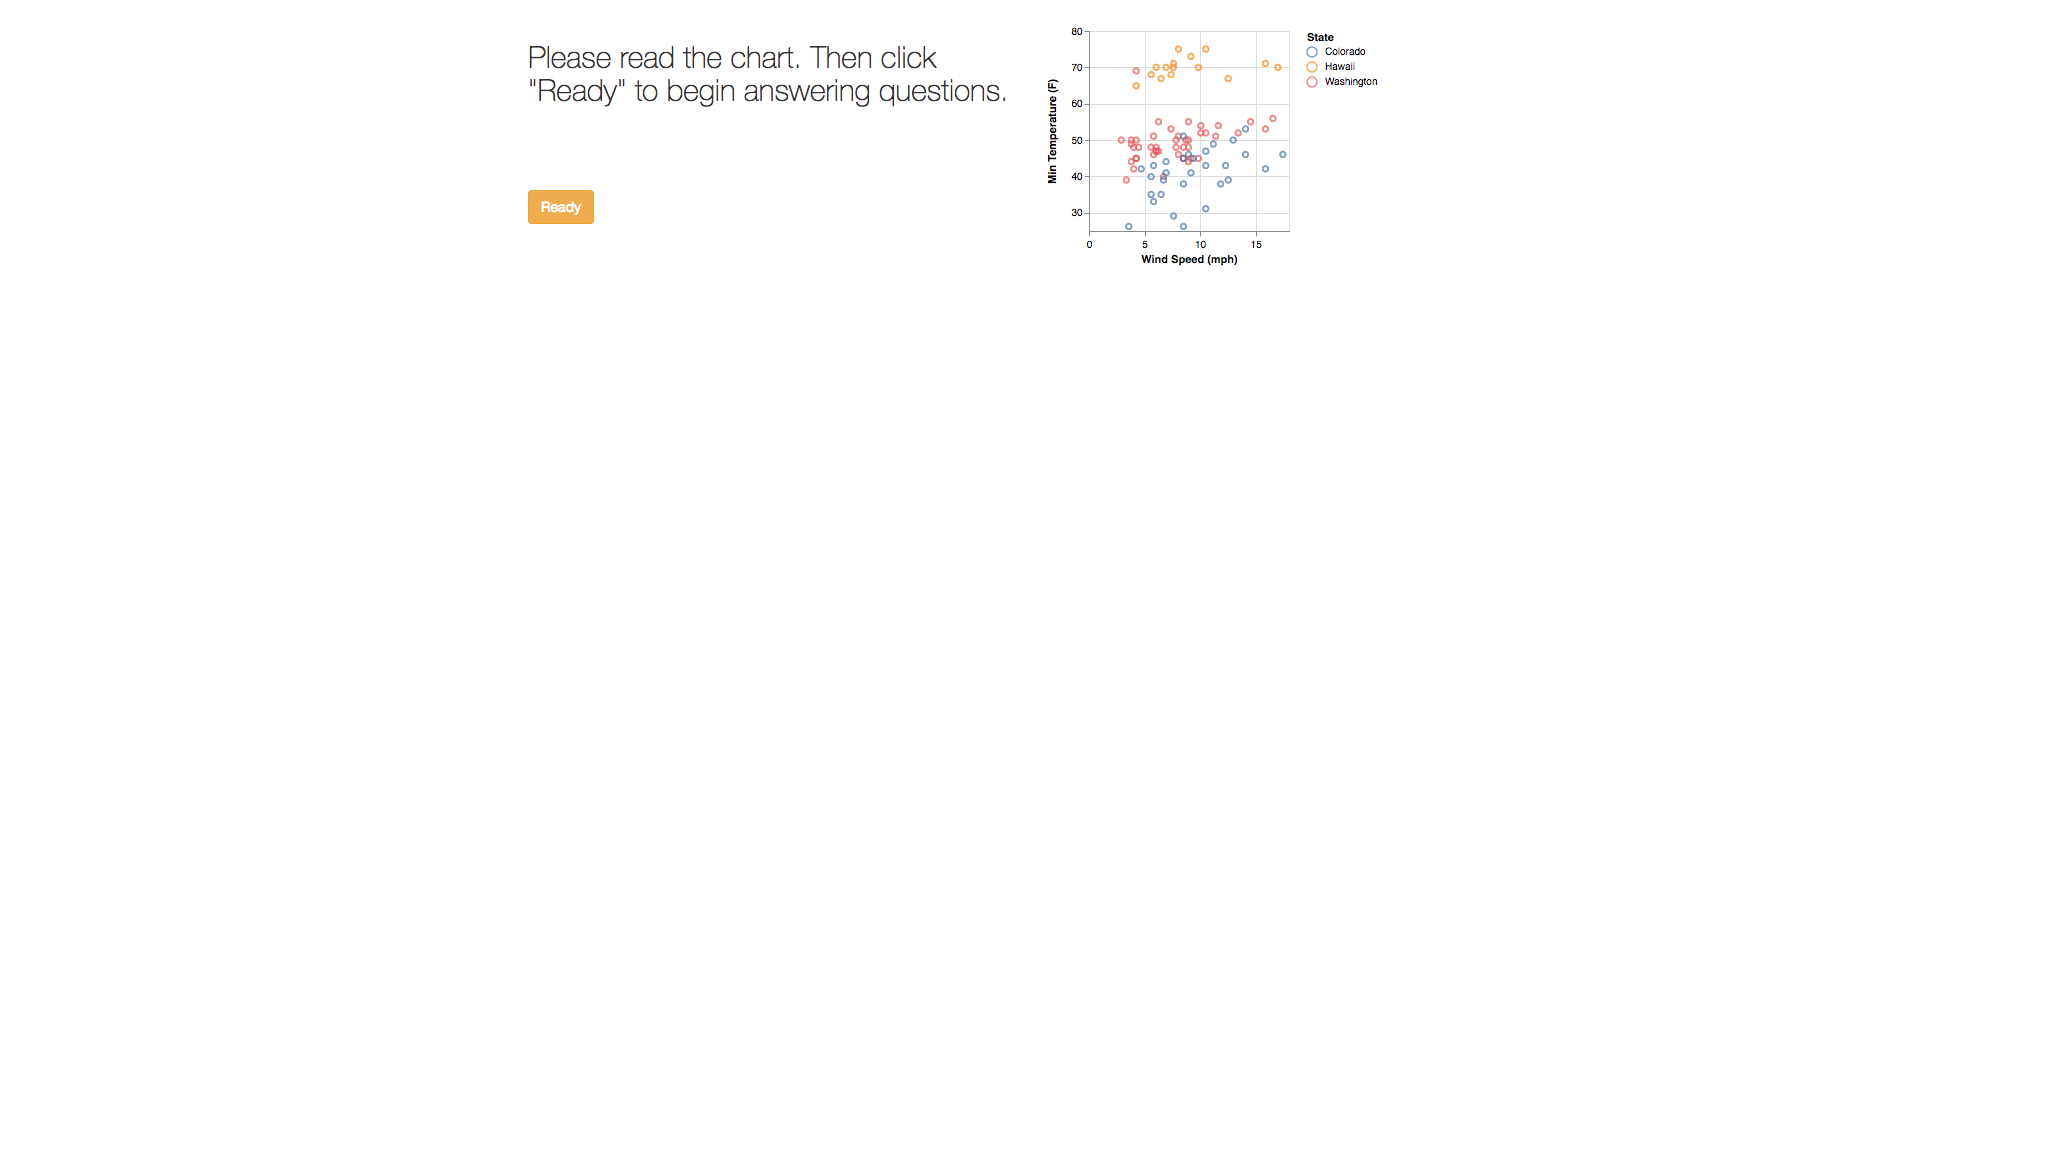 Please read the chart. Then click
"Ready" to begin answering questions.
Ready
80
70
60
50
40
30
Min Temperature (F)
0 5 10 15
Wind Speed (mph)
State
Colorado
Hawaii
Washington